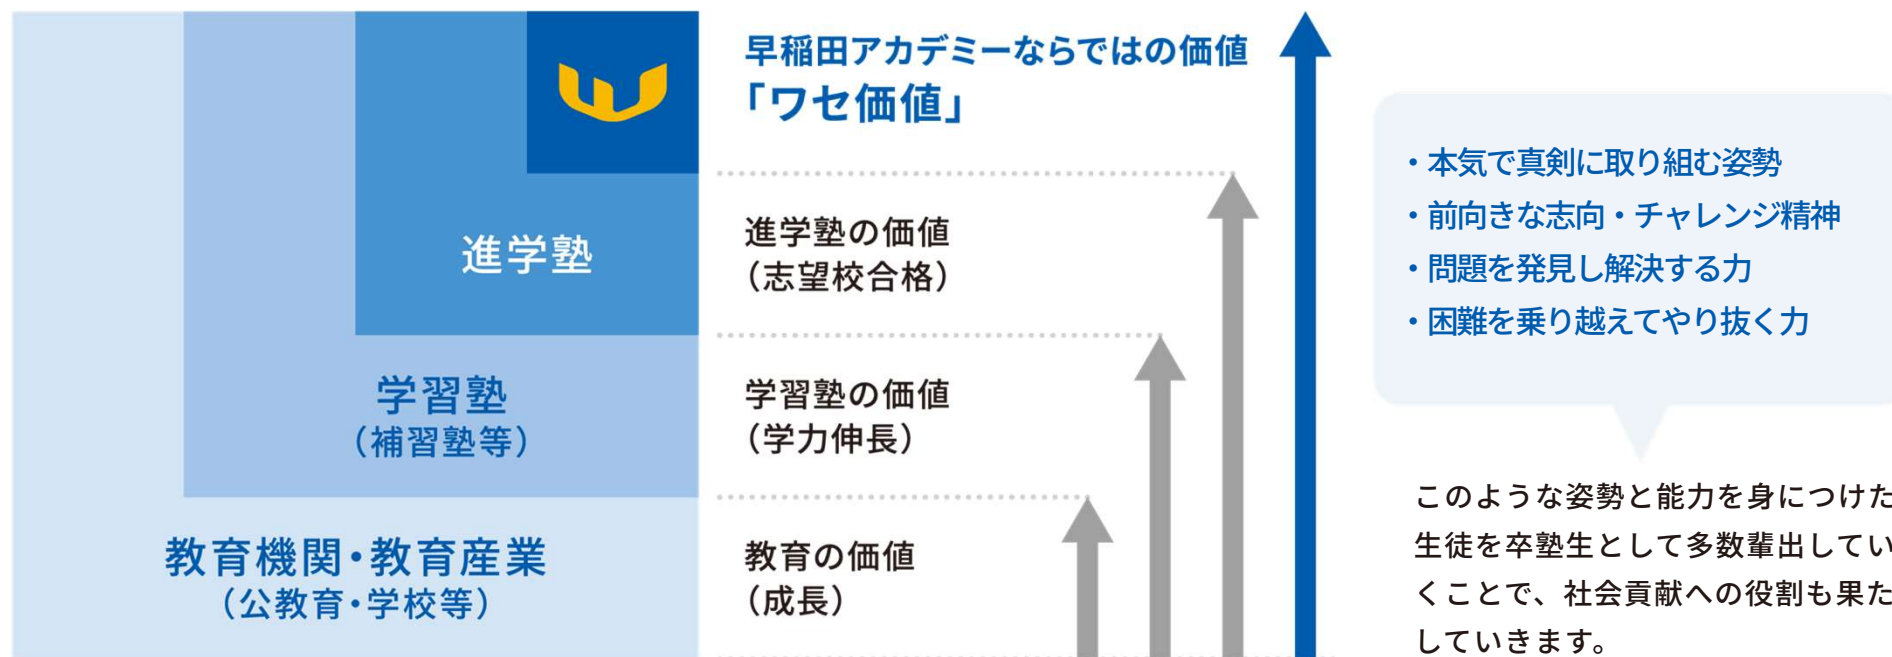 早稲田アカデミーならではの価値
「ワセ価値」
進学塾
進学塾の価値
（志望校合格）
学習塾
（補習塾等）
学習塾の価値
（学力伸長）
教育機関・教育産業
（公教育・学校等）
教育の価値
（成長）
・本気で真剣に取り組む姿勢
・前向きな志向・チャレンジ精神
・問題を発見し解決する力
・困難を乗り越えてやり抜く力
このような姿勢と能力を身につけた
生徒を卒塾生として多数輩出してい
くことで、社会貢献への役割も果た
していきます。